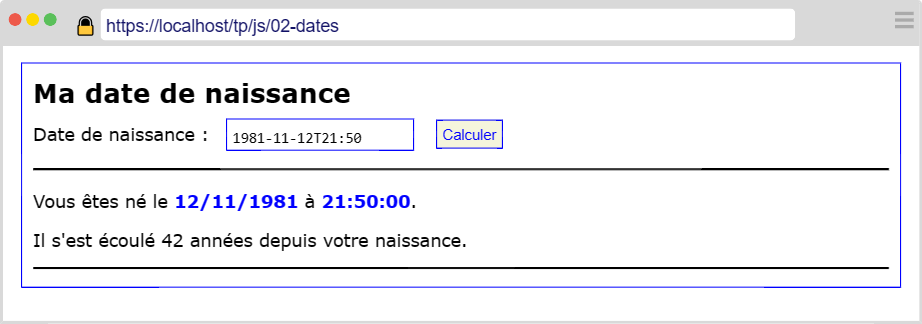 https://localhost/tp/js/02-dates
Ma date de naissance
Date de naissance : 1981-11-12T21:50 Calculer
Vous êtes né le 12/11/1981 à 21:50:00.
Il s'est écoulé 42 années depuis votre naissance.